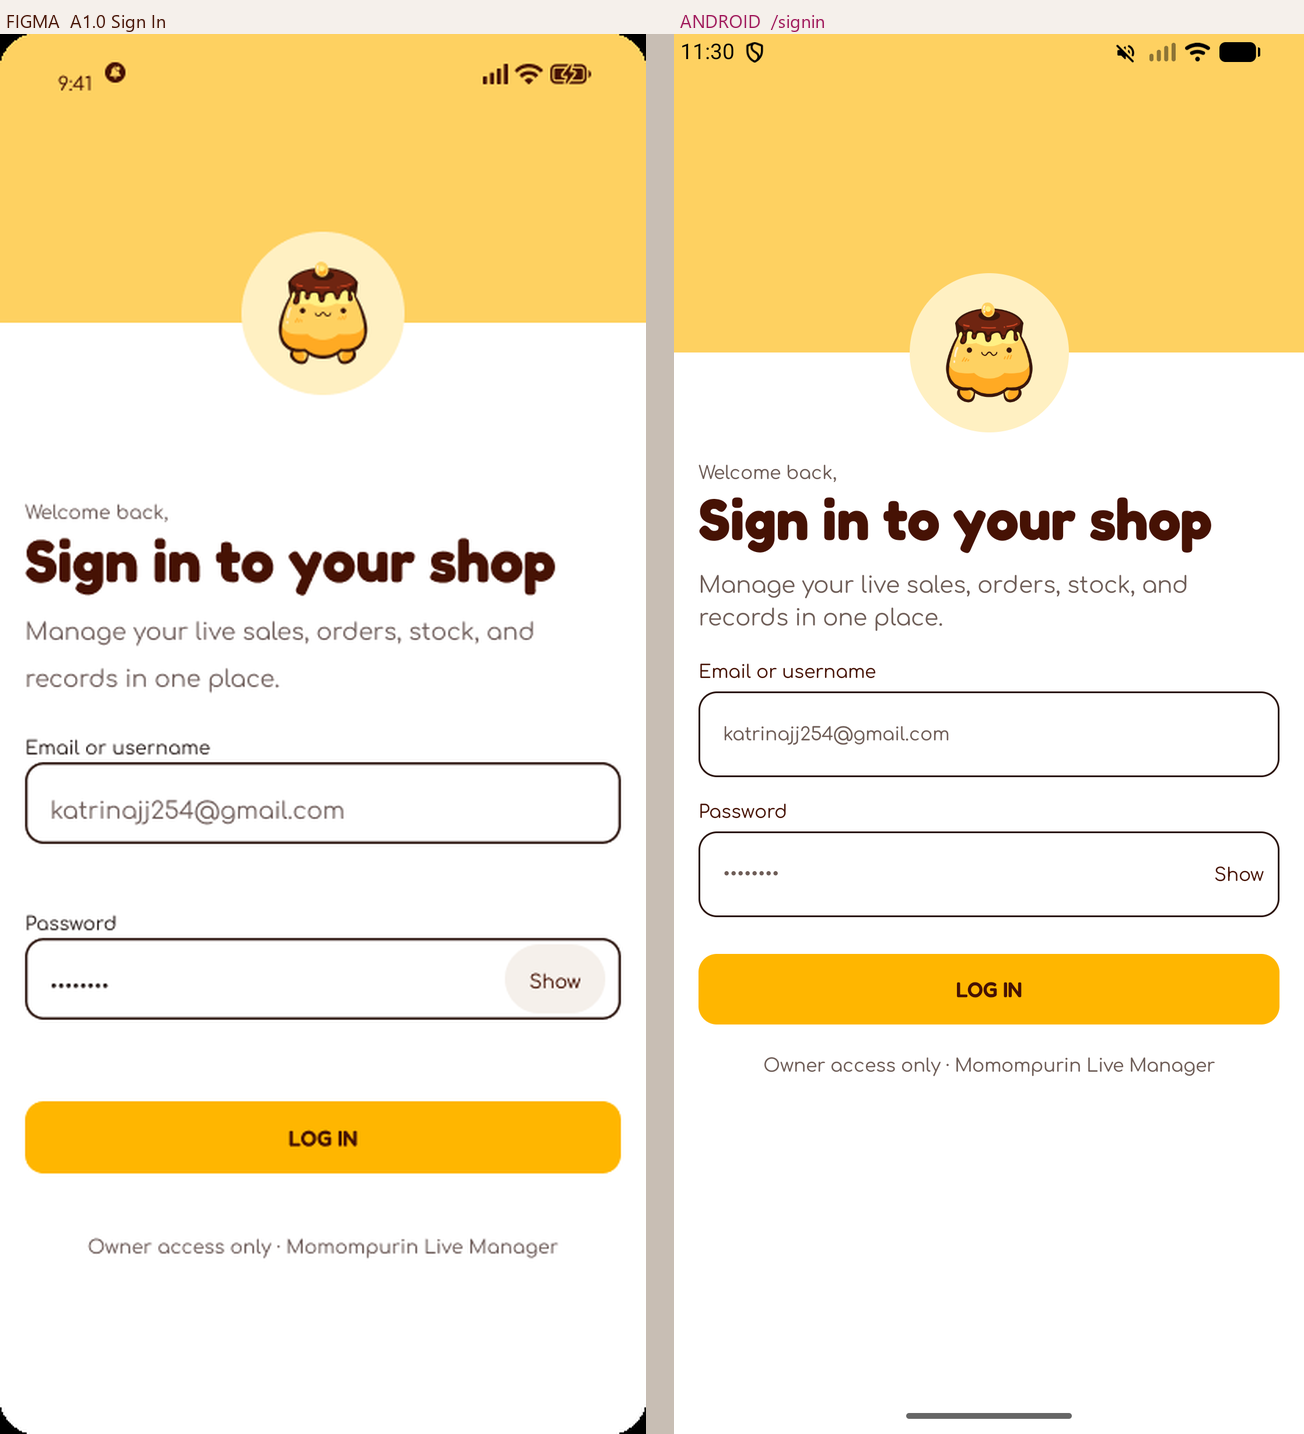 FIGMA A1.0 Sign In
9:41
Welcome back,
Sign in to your shop
Manage your live sales, orders, stock, and
records in one place.
Email or username
katrinajj254@gmail.com
Password
••••••••
Show
LOG IN
Owner access only · Momompurin Live Manager
ANDROID /signin
11:30
Welcome back,
Sign in to your shop
Manage your live sales, orders, stock, and
records in one place.
Email or username
katrinajj254@gmail.com
Password
••••••••
Show
LOG IN
Owner access only · Momompurin Live Manager